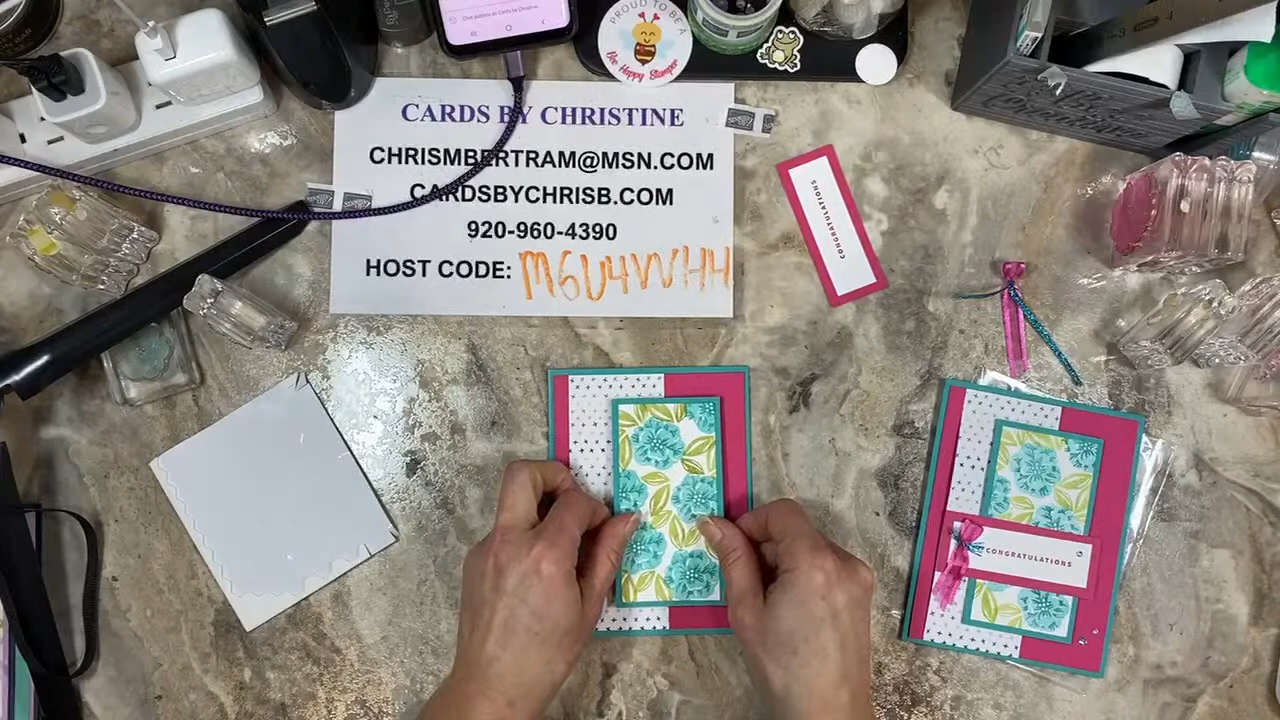 PROUD TO BE A
Bee Happy Stamper
CARDS BY CHRISTINE
CHRISMBERTRAM@MSN.COM
CARDSBYCHRISB.COM
920-960-4390
HOST CODE: M6U4VVH4
CONGRATULATIONS
CONGRATULATIONS